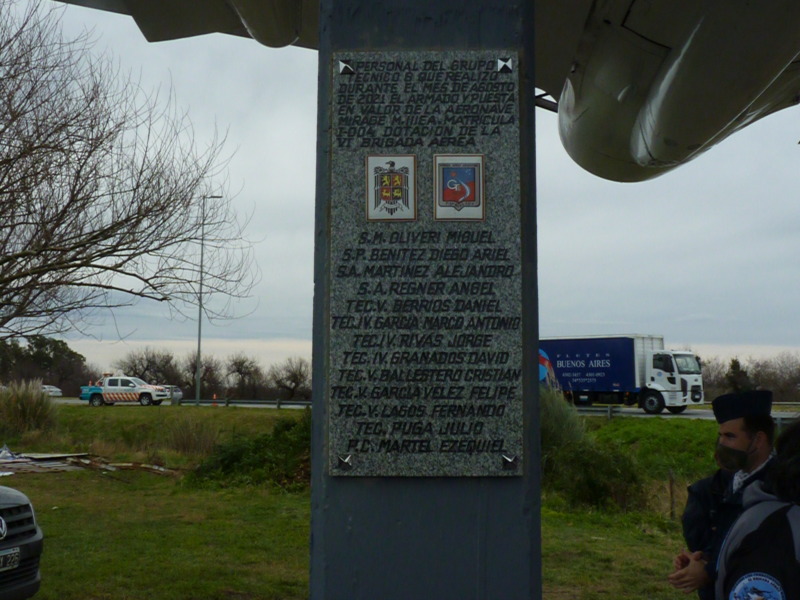 PERSONAL DEL GRUPO
TECNICO 6 QUE REALIZO
DURANTE EL MES DE AGOSTO
DE 2021 EL ARMADO Y PUESTA
EN VALOR DE LA AERONAVE
MIRAGE M.IIIEA. MATRICULA
I-004 DOTACION DE LA
VI BRIGADA AEREA
S.M. OLIVERI MIGUEL
S.P. BENITEZ DIEGO ARIEL
S.A. MARTINEZ ALEJANDRO
S.A. REGNER ANGEL
TEC.V. BERRIOS DANIEL
TEC.IV. GARCIA MARCO ANTONIO
TEC.IV. RIVAS JORGE
TEC.IV. GRANADOS DAVID
TEC.V. BALLESTERO CRISTIAN
TEC.V. GARCIA VELEZ FELIPE
TEC.V. LAGOS FERNANDO
TEC. PUGA JULIO
P.C. MARTEL EZEQUIEL
BUENOS AIRES